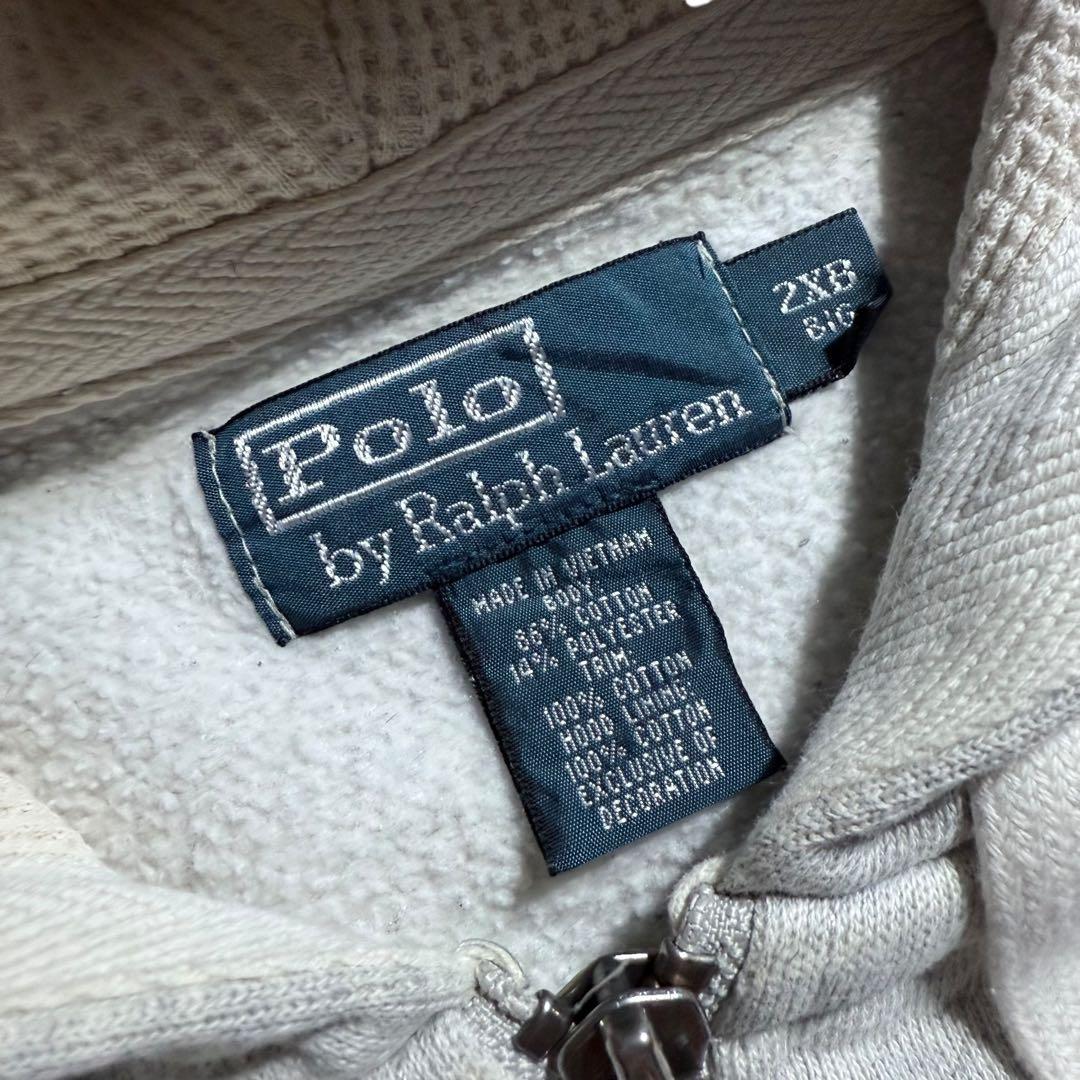 Polo
by Ralph Lauren
2XB
BIG
MADE IN VIETNAM
BODY
86% COTTON
14% POLYESTER
TRIM
100% COTTON
HOOD LINING
100% COTTON
EXCLUSIVE OF
DECORATION